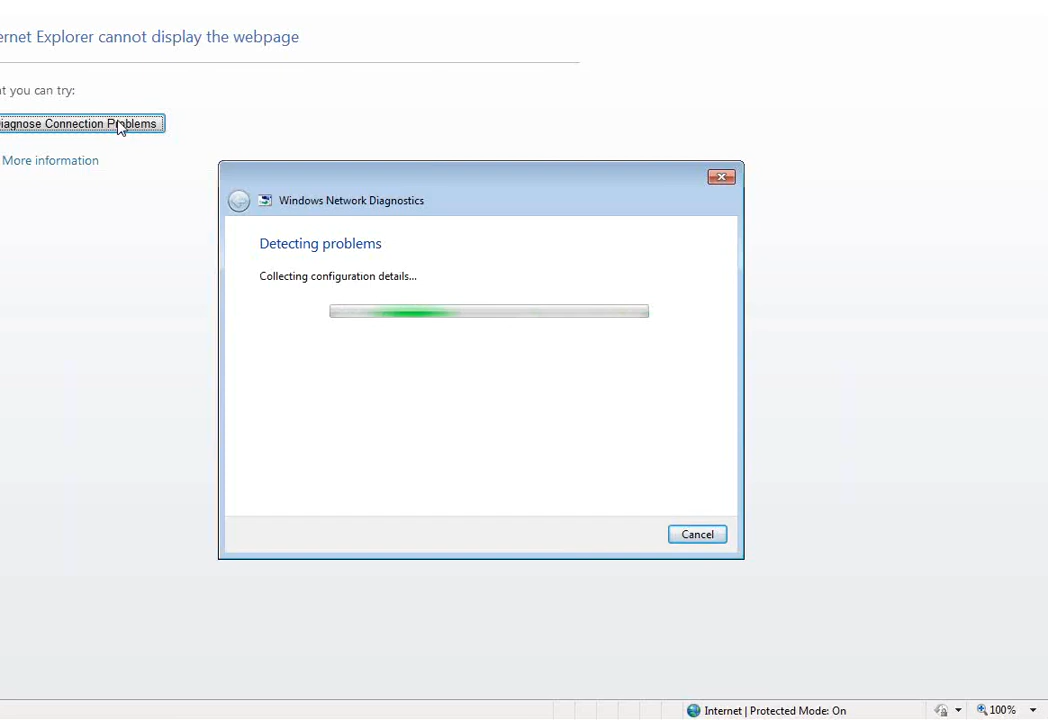 ernet Explorer cannot display the webpage
at you can try:
iagnose Connection Problems
More information
Windows Network Diagnostics
Detecting problems
Collecting configuration details...
Cancel
Internet | Protected Mode: On
100%